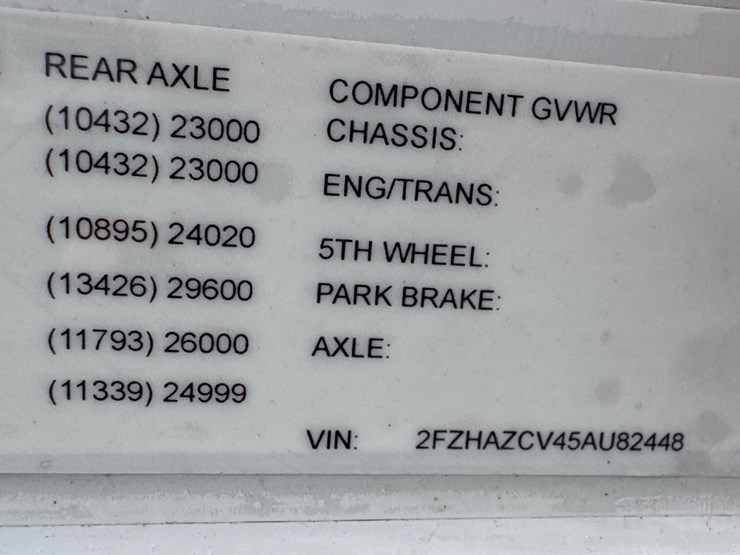 REAR AXLE
(10432) 23000
(10432) 23000
(10895) 24020
(13426) 29600
(11793) 26000
(11339) 24999
COMPONENT GVWR
CHASSIS:
ENG/TRANS:
5TH WHEEL:
PARK BRAKE:
AXLE:
VIN: 2FZHAZCV45AU82448